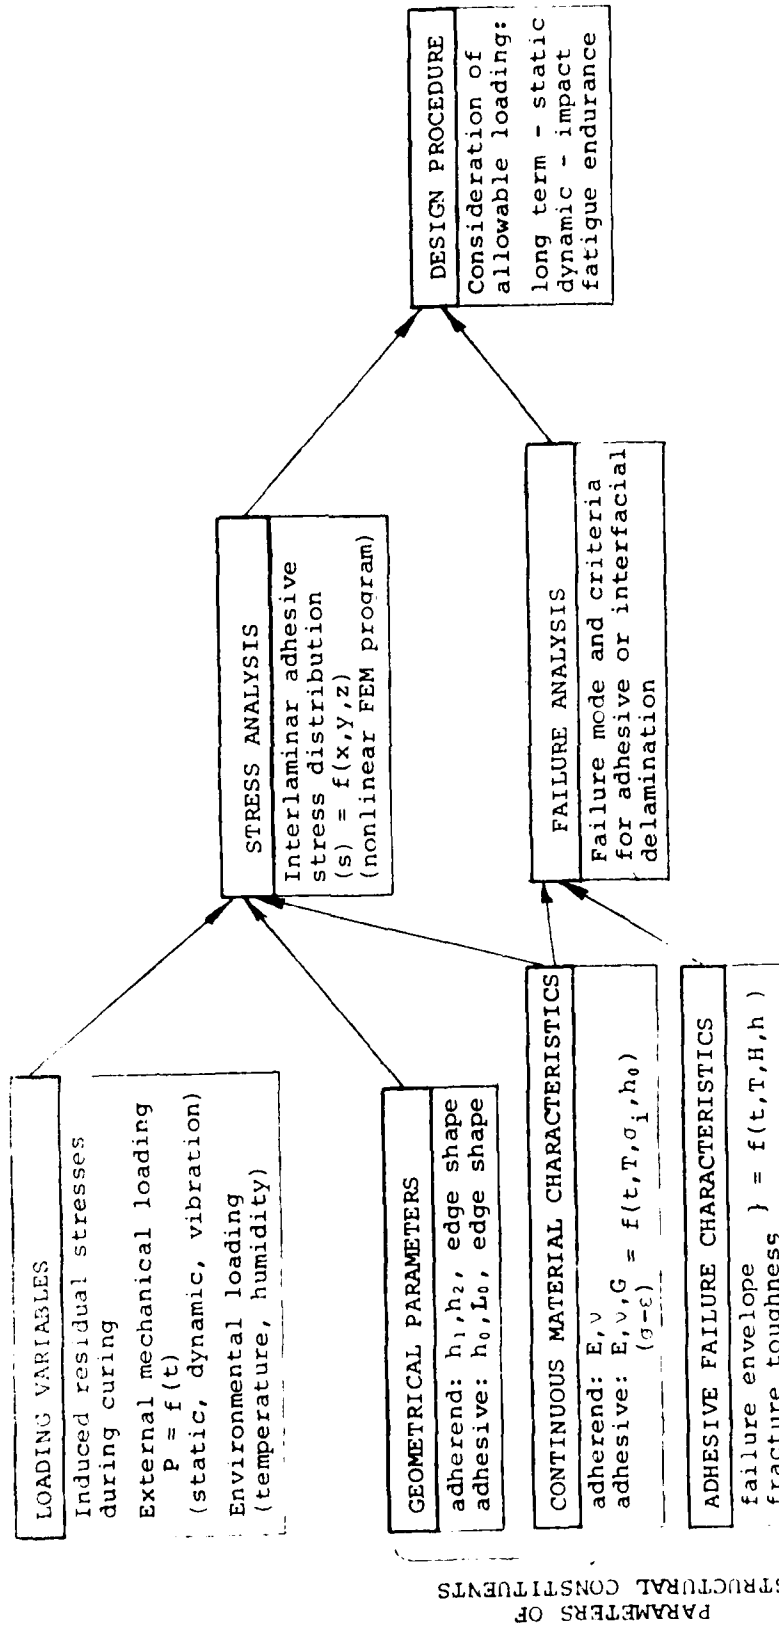 LOADING VARIABLES
Induced residual stresses
during curing
External mechanical loading
P = f(t)
(static, dynamic, vibration)
Environmental loading
(temperature, humidity)
PARAMETERS OF
STRUCTURAL CONSTITUENTS
GEOMETRICAL PARAMETERS
adherend: h₁,h₂, edge shape
adhesive: h₀,L₀, edge shape
CONTINUOUS MATERIAL CHARACTERISTICS
adherend: E,ν
adhesive: E,ν,G = f(t,T,σᵢ,h₀)
(σ-ε)
ADHESIVE FAILURE CHARACTERISTICS
failure envelope } = f(t,T,H,h )
fracture toughness
STRESS ANALYSIS
Interlaminar adhesive
stress distribution
(s) = f(x,y,z)
(nonlinear FEM program)
FAILURE ANALYSIS
Failure mode and criteria
for adhesive or interfacial
delamination
DESIGN PROCEDURE
Consideration of
allowable loading:
long term - static
dynamic - impact
fatigue endurance